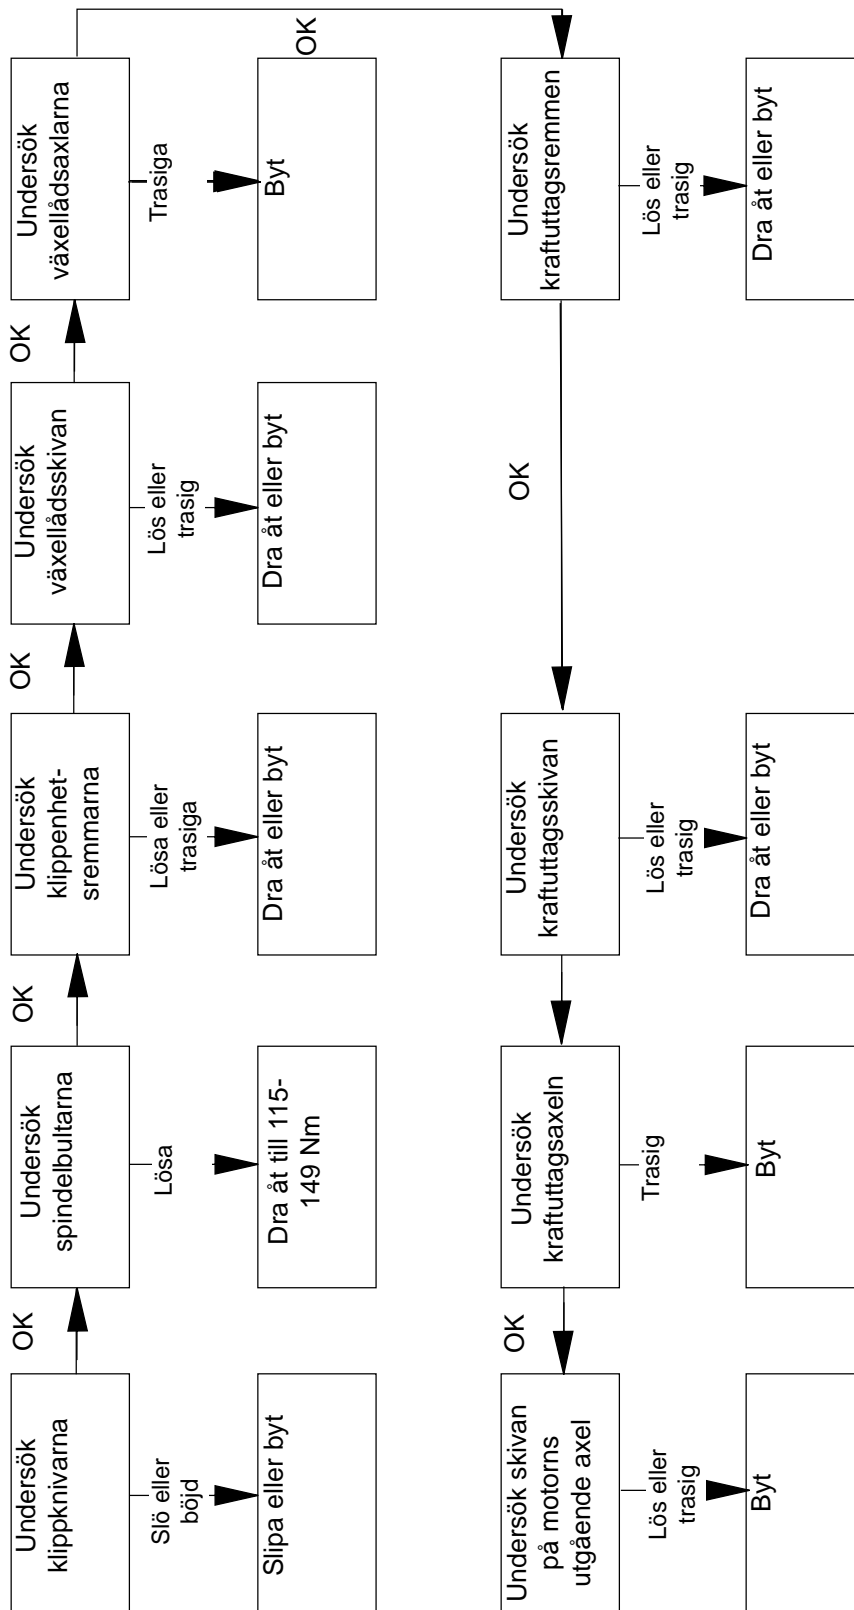 Undersök
klippknivarna
OK
Slö eller
böjd
Slipa eller byt
Undersök
spindelbultarna
OK
Lösa
Dra åt till 115-
149 Nm
Undersök
klippenhet-
sremmarna
OK
Lösa eller
trasiga
Dra åt eller byt
Undersök
växellådsskivan
OK
Lös eller
trasig
Dra åt eller byt
Undersök
växellådsaxlarna
Trasiga
Byt
OK
Undersök
kraftuttagsremmen
Lös eller
trasig
Dra åt eller byt
OK
Undersök
kraftuttagsskivan
Lös eller
trasig
Dra åt eller byt
Undersök
kraftuttagsaxeln
Trasig
Byt
OK
Undersök skivan
på motorns
utgående axel
Lös eller
trasig
Byt